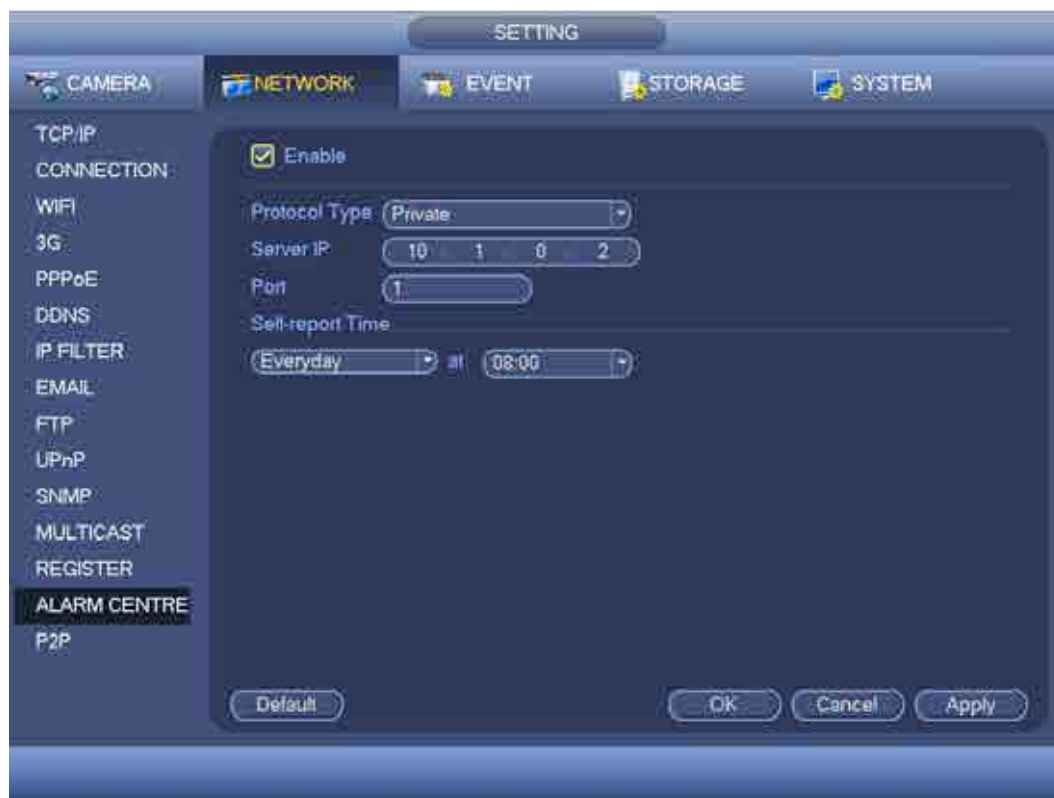 SETTING
CAMERA NETWORK EVENT STORAGE SYSTEM
TCP/IP
CONNECTION
WIFI
3G
PPPoE
DDNS
IP FILTER
EMAIL
FTP
UPnP
SNMP
MULTICAST
REGISTER
ALARM CENTRE
P2P
Enable
Protocol Type Private
Server IP 10 . 1 . 0 . 2
Port 1
Self-report Time
Everyday at 08:00
Default OK Cancel Apply